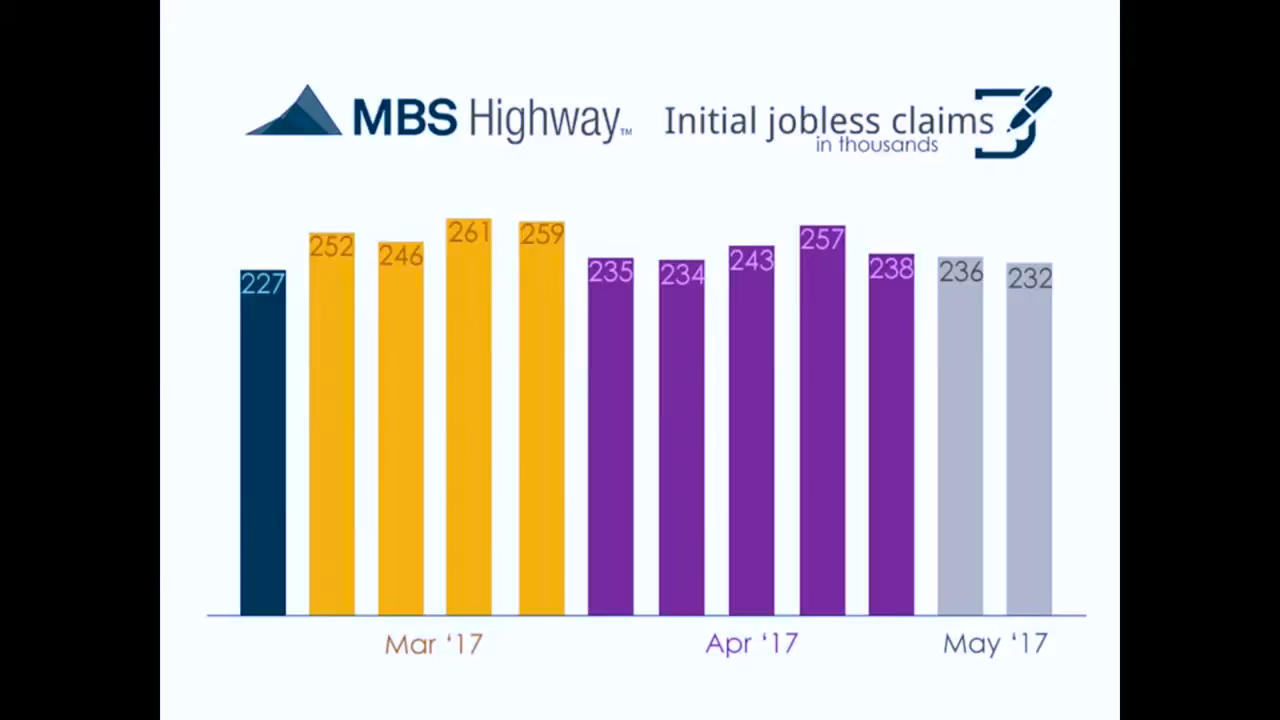 MBS Highway™
Initial jobless claims
in thousands
227
252
246
261
259
235
234
243
257
238
236
232
Mar ‘17
Apr ‘17
May ‘17